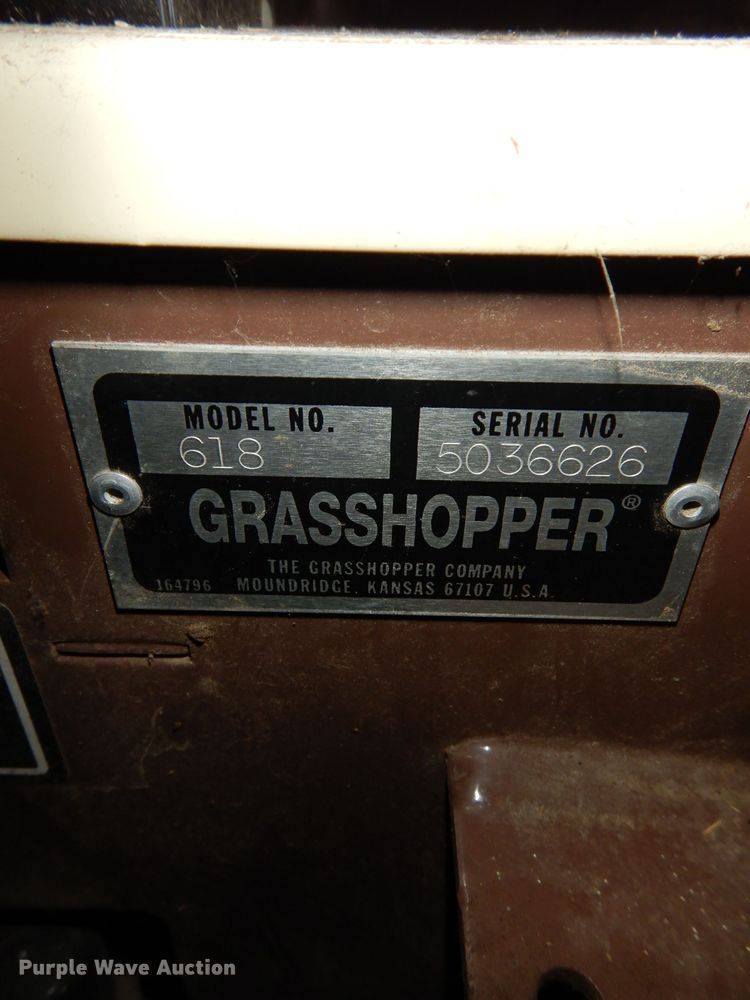 MODEL NO. SERIAL NO.
618 5036626
GRASSHOPPER®
THE GRASSHOPPER COMPANY
164796 MOUNDRIDGE, KANSAS 67107 U.S.A.
Purple Wave Auction